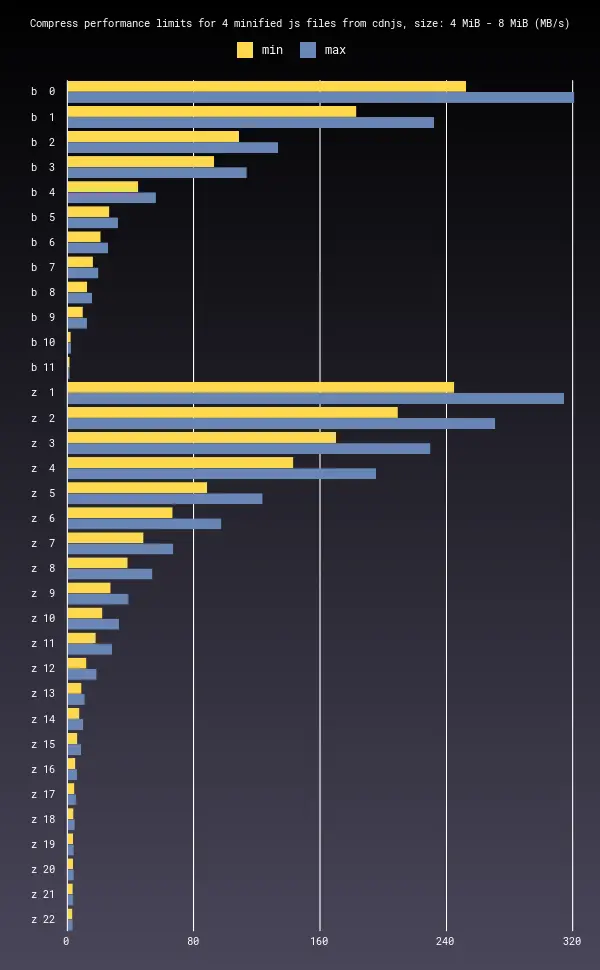 Compress performance limits for 4 minified js files from cdnjs, size: 4 MiB - 8 MiB (MB/s)
min max
b 0
b 1
b 2
b 3
b 4
b 5
b 6
b 7
b 8
b 9
b 10
b 11
z 1
z 2
z 3
z 4
z 5
z 6
z 7
z 8
z 9
z 10
z 11
z 12
z 13
z 14
z 15
z 16
z 17
z 18
z 19
z 20
z 21
z 22
0 80 160 240 320